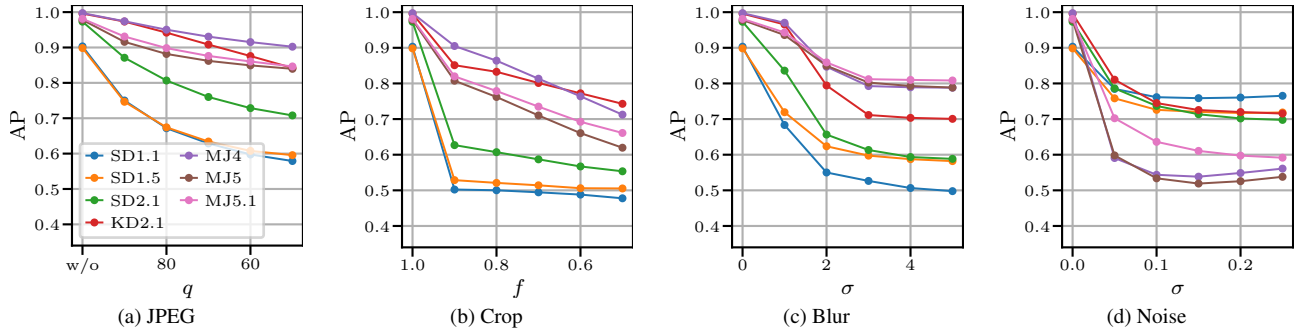 1.0
0.9
0.8
0.7
0.6
0.5
0.4
AP
SD1.1
SD1.5
SD2.1
KD2.1
MJ4
MJ5
MJ5.1
w/o 80 60
q
(a) JPEG
1.0
0.9
0.8
0.7
0.6
0.5
0.4
AP
1.0 0.8 0.6
f
(b) Crop
1.0
0.9
0.8
0.7
0.6
0.5
0.4
AP
0 2 4
σ
(c) Blur
1.0
0.9
0.8
0.7
0.6
0.5
0.4
AP
0.0 0.1 0.2
σ
(d) Noise